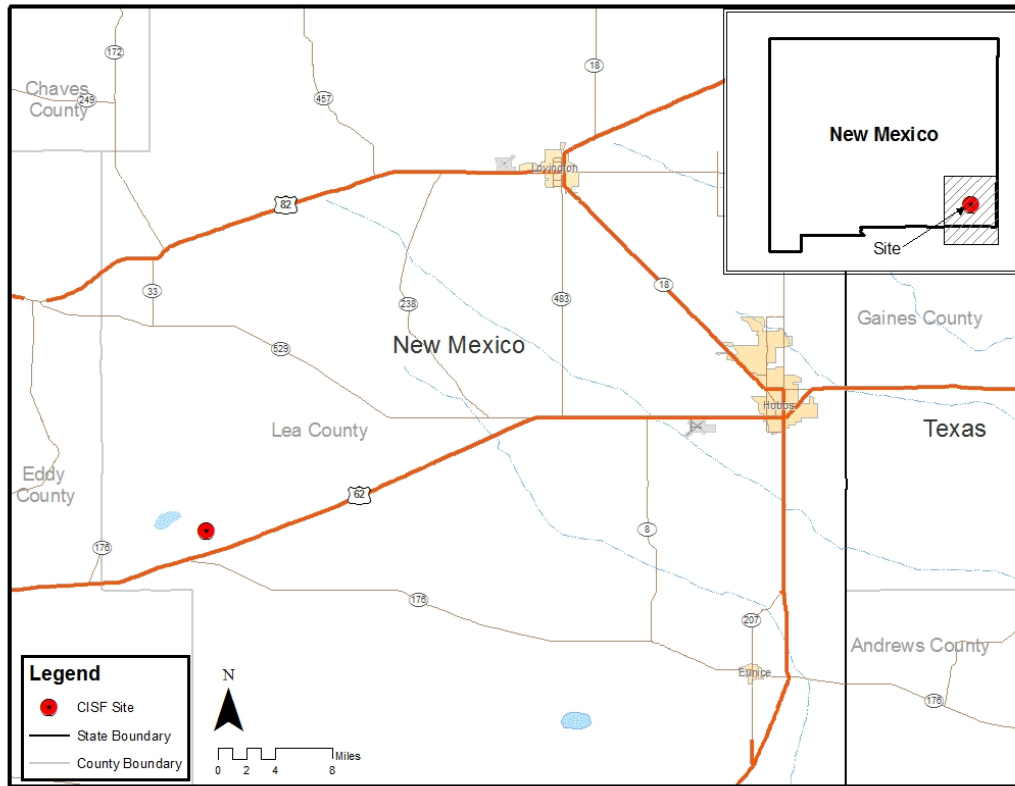 172
18
Chaves
County
249
457
New Mexico
Lovington
82
Site
33
238
483
18
Gaines County
529
New Mexico
Hobbs
Lea County
Texas
Eddy
County
62
8
176
176
207
Andrews County
Eunice
176
Legend
CISF Site
State Boundary
County Boundary
N
Miles
0 2 4 8